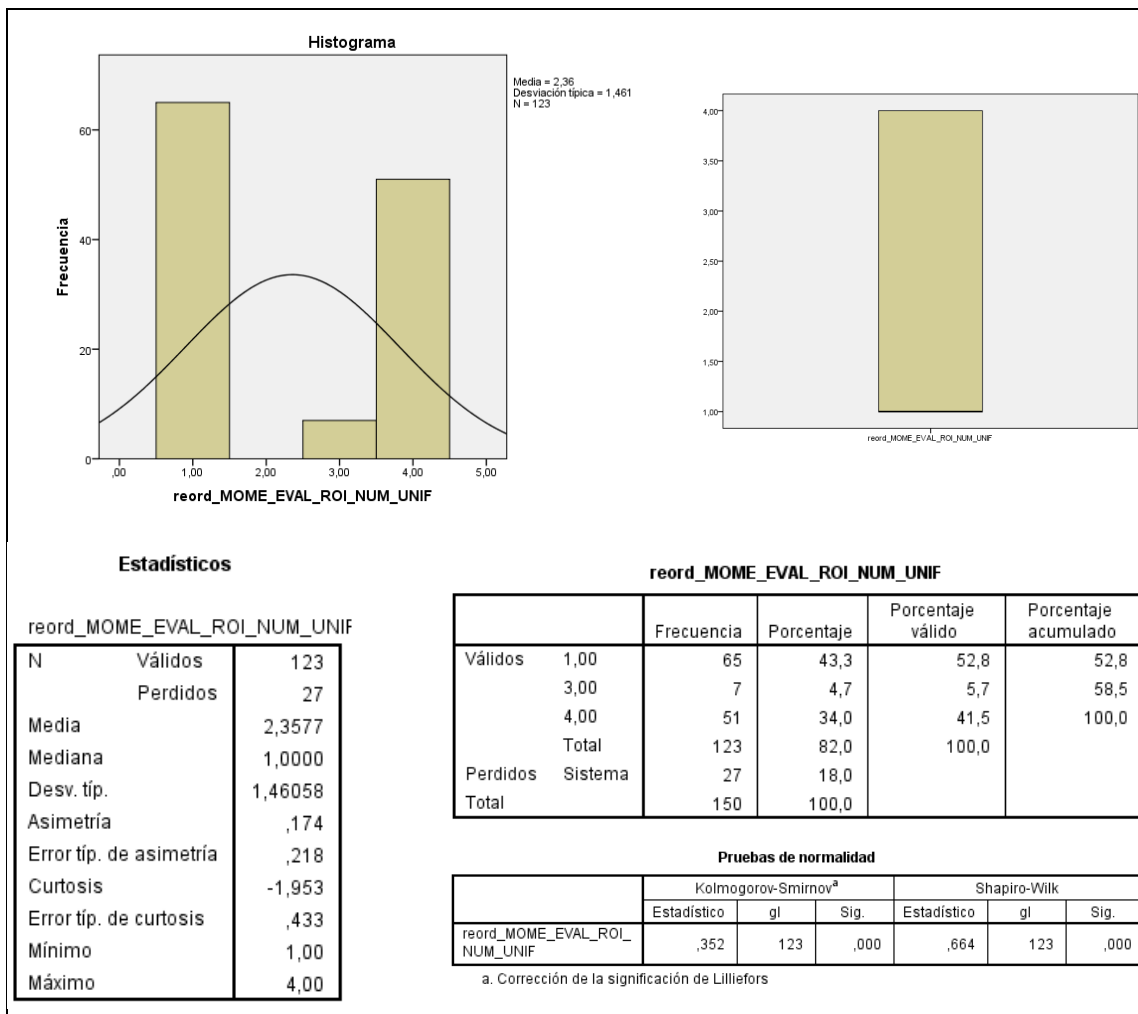 Histograma
Media = 2,36
Desviación típica = 1,461
N = 123
Frecuencia
60
40
20
0
,00 1,00 2,00 3,00 4,00 5,00
reord_MOME_EVAL_ROI_NUM_UNIF
4,00
3,50
3,00
2,50
2,00
1,50
1,00
reord_MOME_EVAL_ROI_NUM_UNIF
Estadísticos
reord_MOME_EVAL_ROI_NUM_UNIF
N Válidos 123
Perdidos 27
Media 2,3577
Mediana 1,0000
Desv. típ. 1,46058
Asimetría ,174
Error típ. de asimetría ,218
Curtosis -1,953
Error típ. de curtosis ,433
Mínimo 1,00
Máximo 4,00
reord_MOME_EVAL_ROI_NUM_UNIF
Frecuencia Porcentaje Porcentaje válido Porcentaje acumulado
Válidos 1,00 65 43,3 52,8 52,8
3,00 7 4,7 5,7 58,5
4,00 51 34,0 41,5 100,0
Total 123 82,0 100,0
Perdidos Sistema 27 18,0
Total 150 100,0
Pruebas de normalidad
Kolmogorov-Smirnov^a Shapiro-Wilk
Estadístico gl Sig. Estadístico gl Sig.
reord_MOME_EVAL_ROI_
NUM_UNIF ,352 123 ,000 ,664 123 ,000
a. Corrección de la significación de Lilliefors